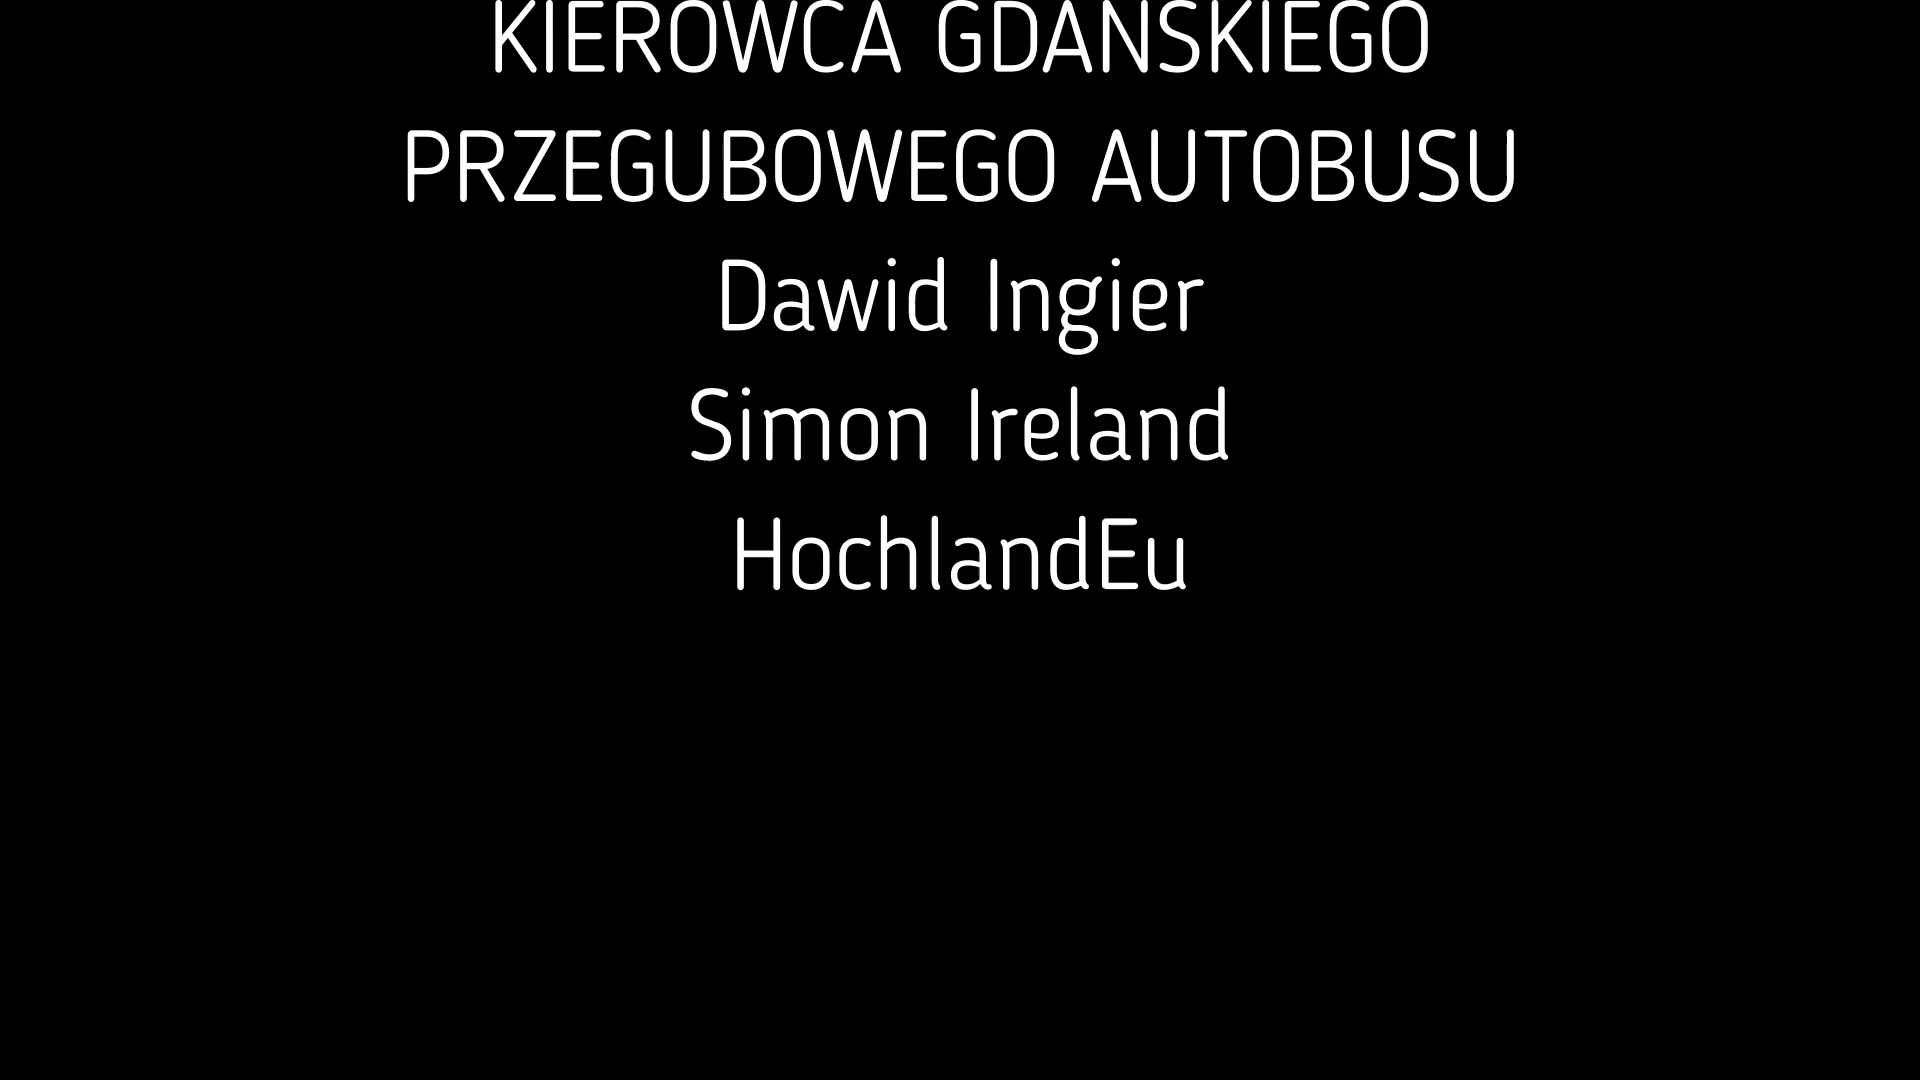 KIEROWCA GDANSKIEGO
PRZEGUBOWEGO AUTOBUSU
Dawid Ingier
Simon Ireland
HochlandEu